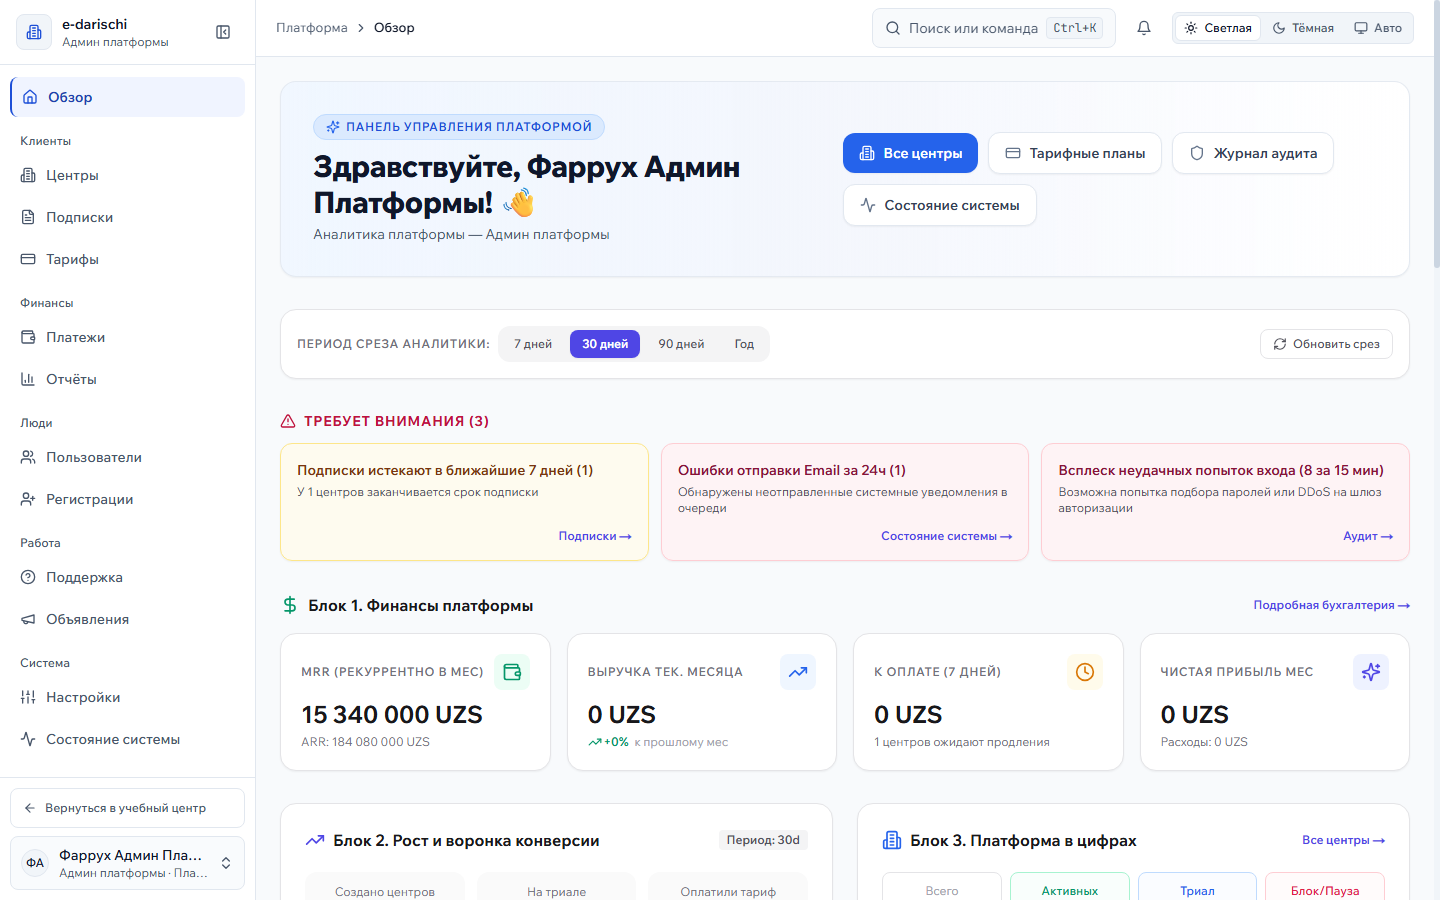 e-darischi
Админ платформы
Обзор
Клиенты
Центры
Подписки
Тарифы
Финансы
Платежи
Отчёты
Люди
Пользователи
Регистрации
Работа
Поддержка
Объявления
Система
Настройки
Состояние системы
Вернуться в учебный центр
ФА
Фаррух Админ Пла...
Админ платформы · Пла...
Платформа > Обзор
Поиск или команда Ctrl+K
Светлая Тёмная Авто
ПАНЕЛЬ УПРАВЛЕНИЯ ПЛАТФОРМОЙ
Здравствуйте, Фаррух Админ
Платформы! 👋
Аналитика платформы — Админ платформы
Все центры
Тарифные планы
Журнал аудита
Состояние системы
ПЕРИОД СРЕЗА АНАЛИТИКИ: 7 дней 30 дней 90 дней Год
Обновить срез
ТРЕБУЕТ ВНИМАНИЯ (3)
Подписки истекают в ближайшие 7 дней (1)
У 1 центров заканчивается срок подписки
Подписки →
Ошибки отправки Email за 24ч (1)
Обнаружены неотправленные системные уведомления в
очереди
Состояние системы →
Всплеск неудачных попыток входа (8 за 15 мин)
Возможна попытка подбора паролей или DDoS на шлюз
авторизации
Аудит →
Блок 1. Финансы платформы
Подробная бухгалтерия →
MRR (РЕКУРРЕНТНО В МЕС)
15 340 000 UZS
ARR: 184 080 000 UZS
ВЫРУЧКА ТЕК. МЕСЯЦА
0 UZS
+0% к прошлому мес
К ОПЛАТЕ (7 ДНЕЙ)
0 UZS
1 центров ожидают продления
ЧИСТАЯ ПРИБЫЛЬ МЕС
0 UZS
Расходы: 0 UZS
Блок 2. Рост и воронка конверсии
Период: 30d
Создано центров
На триале
Оплатили тариф
Блок 3. Платформа в цифрах
Все центры →
Всего
Активных
Триал
Блок/Пауза